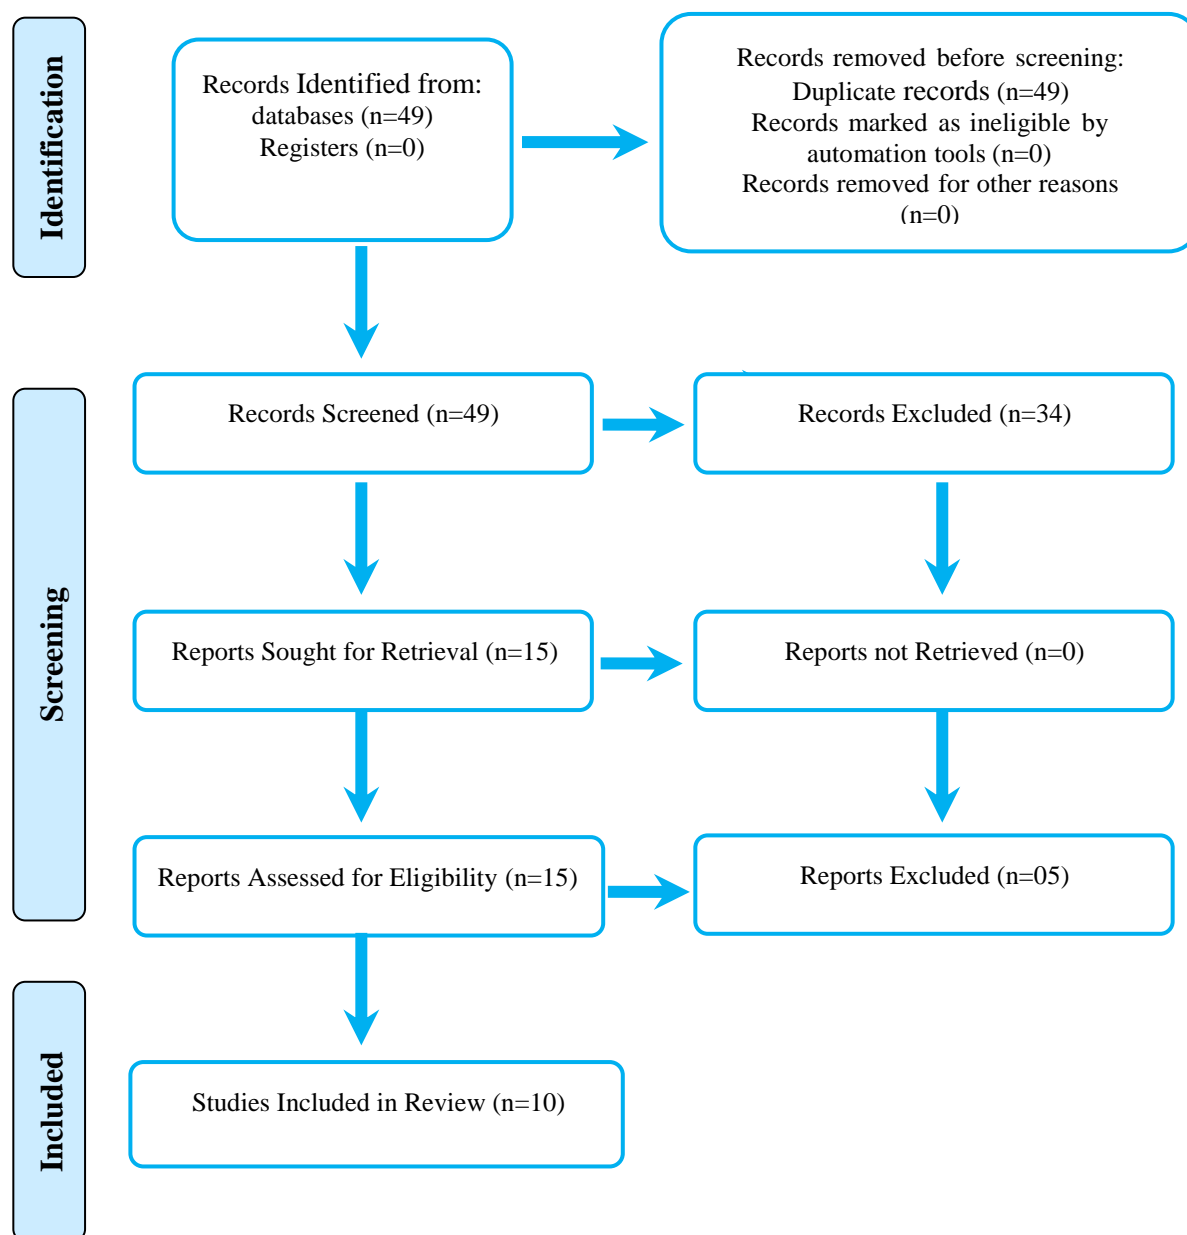 Identification
Records Identified from:
databases (n=49)
Registers (n=0)
Records removed before screening:
Duplicate records (n=49)
Records marked as ineligible by
automation tools (n=0)
Records removed for other reasons
(n=0)
Screening
Records Screened (n=49)
Records Excluded (n=34)
Reports Sought for Retrieval (n=15)
Reports not Retrieved (n=0)
Reports Assessed for Eligibility (n=15)
Reports Excluded (n=05)
Included
Studies Included in Review (n=10)